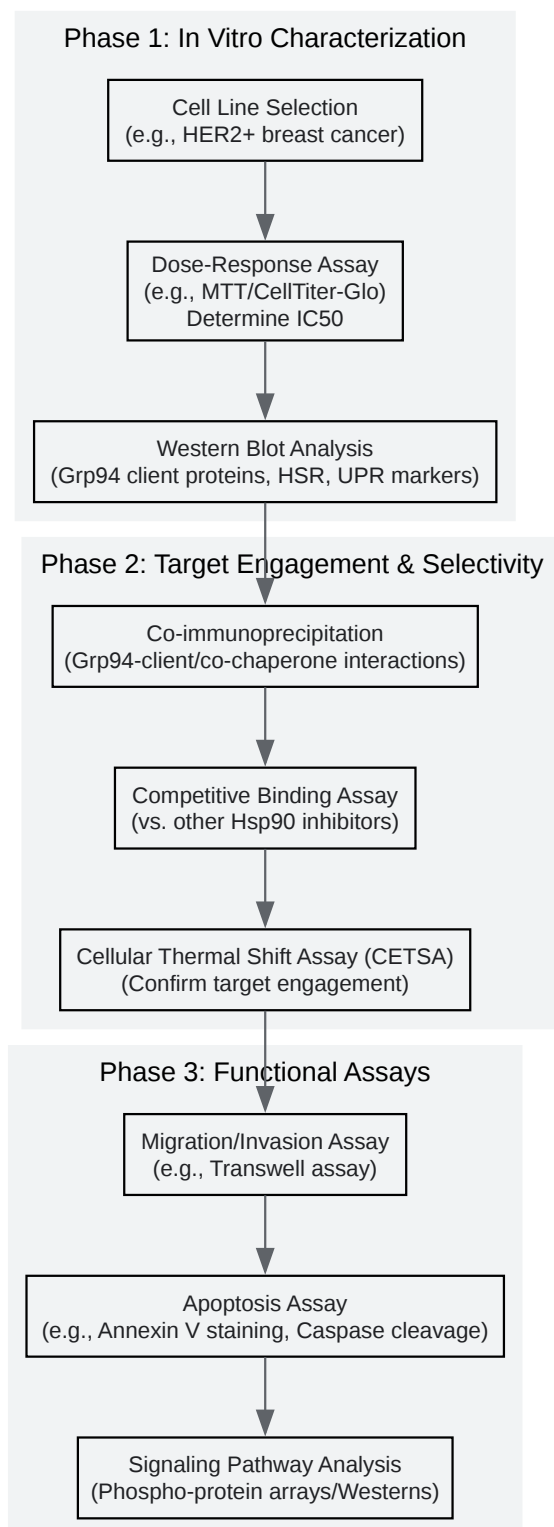 Phase 1: In Vitro Characterization
Cell Line Selection
(e.g., HER2+ breast cancer)
Dose-Response Assay
(e.g., MTT/CellTiter-Glo)
Determine IC50
Western Blot Analysis
(Grp94 client proteins, HSR, UPR markers)
Phase 2: Target Engagement & Selectivity
Co-immunoprecipitation
(Grp94-client/co-chaperone interactions)
Competitive Binding Assay
(vs. other Hsp90 inhibitors)
Cellular Thermal Shift Assay (CETSA)
(Confirm target engagement)
Phase 3: Functional Assays
Migration/Invasion Assay
(e.g., Transwell assay)
Apoptosis Assay
(e.g., Annexin V staining, Caspase cleavage)
Signaling Pathway Analysis
(Phospho-protein arrays/Westerns)